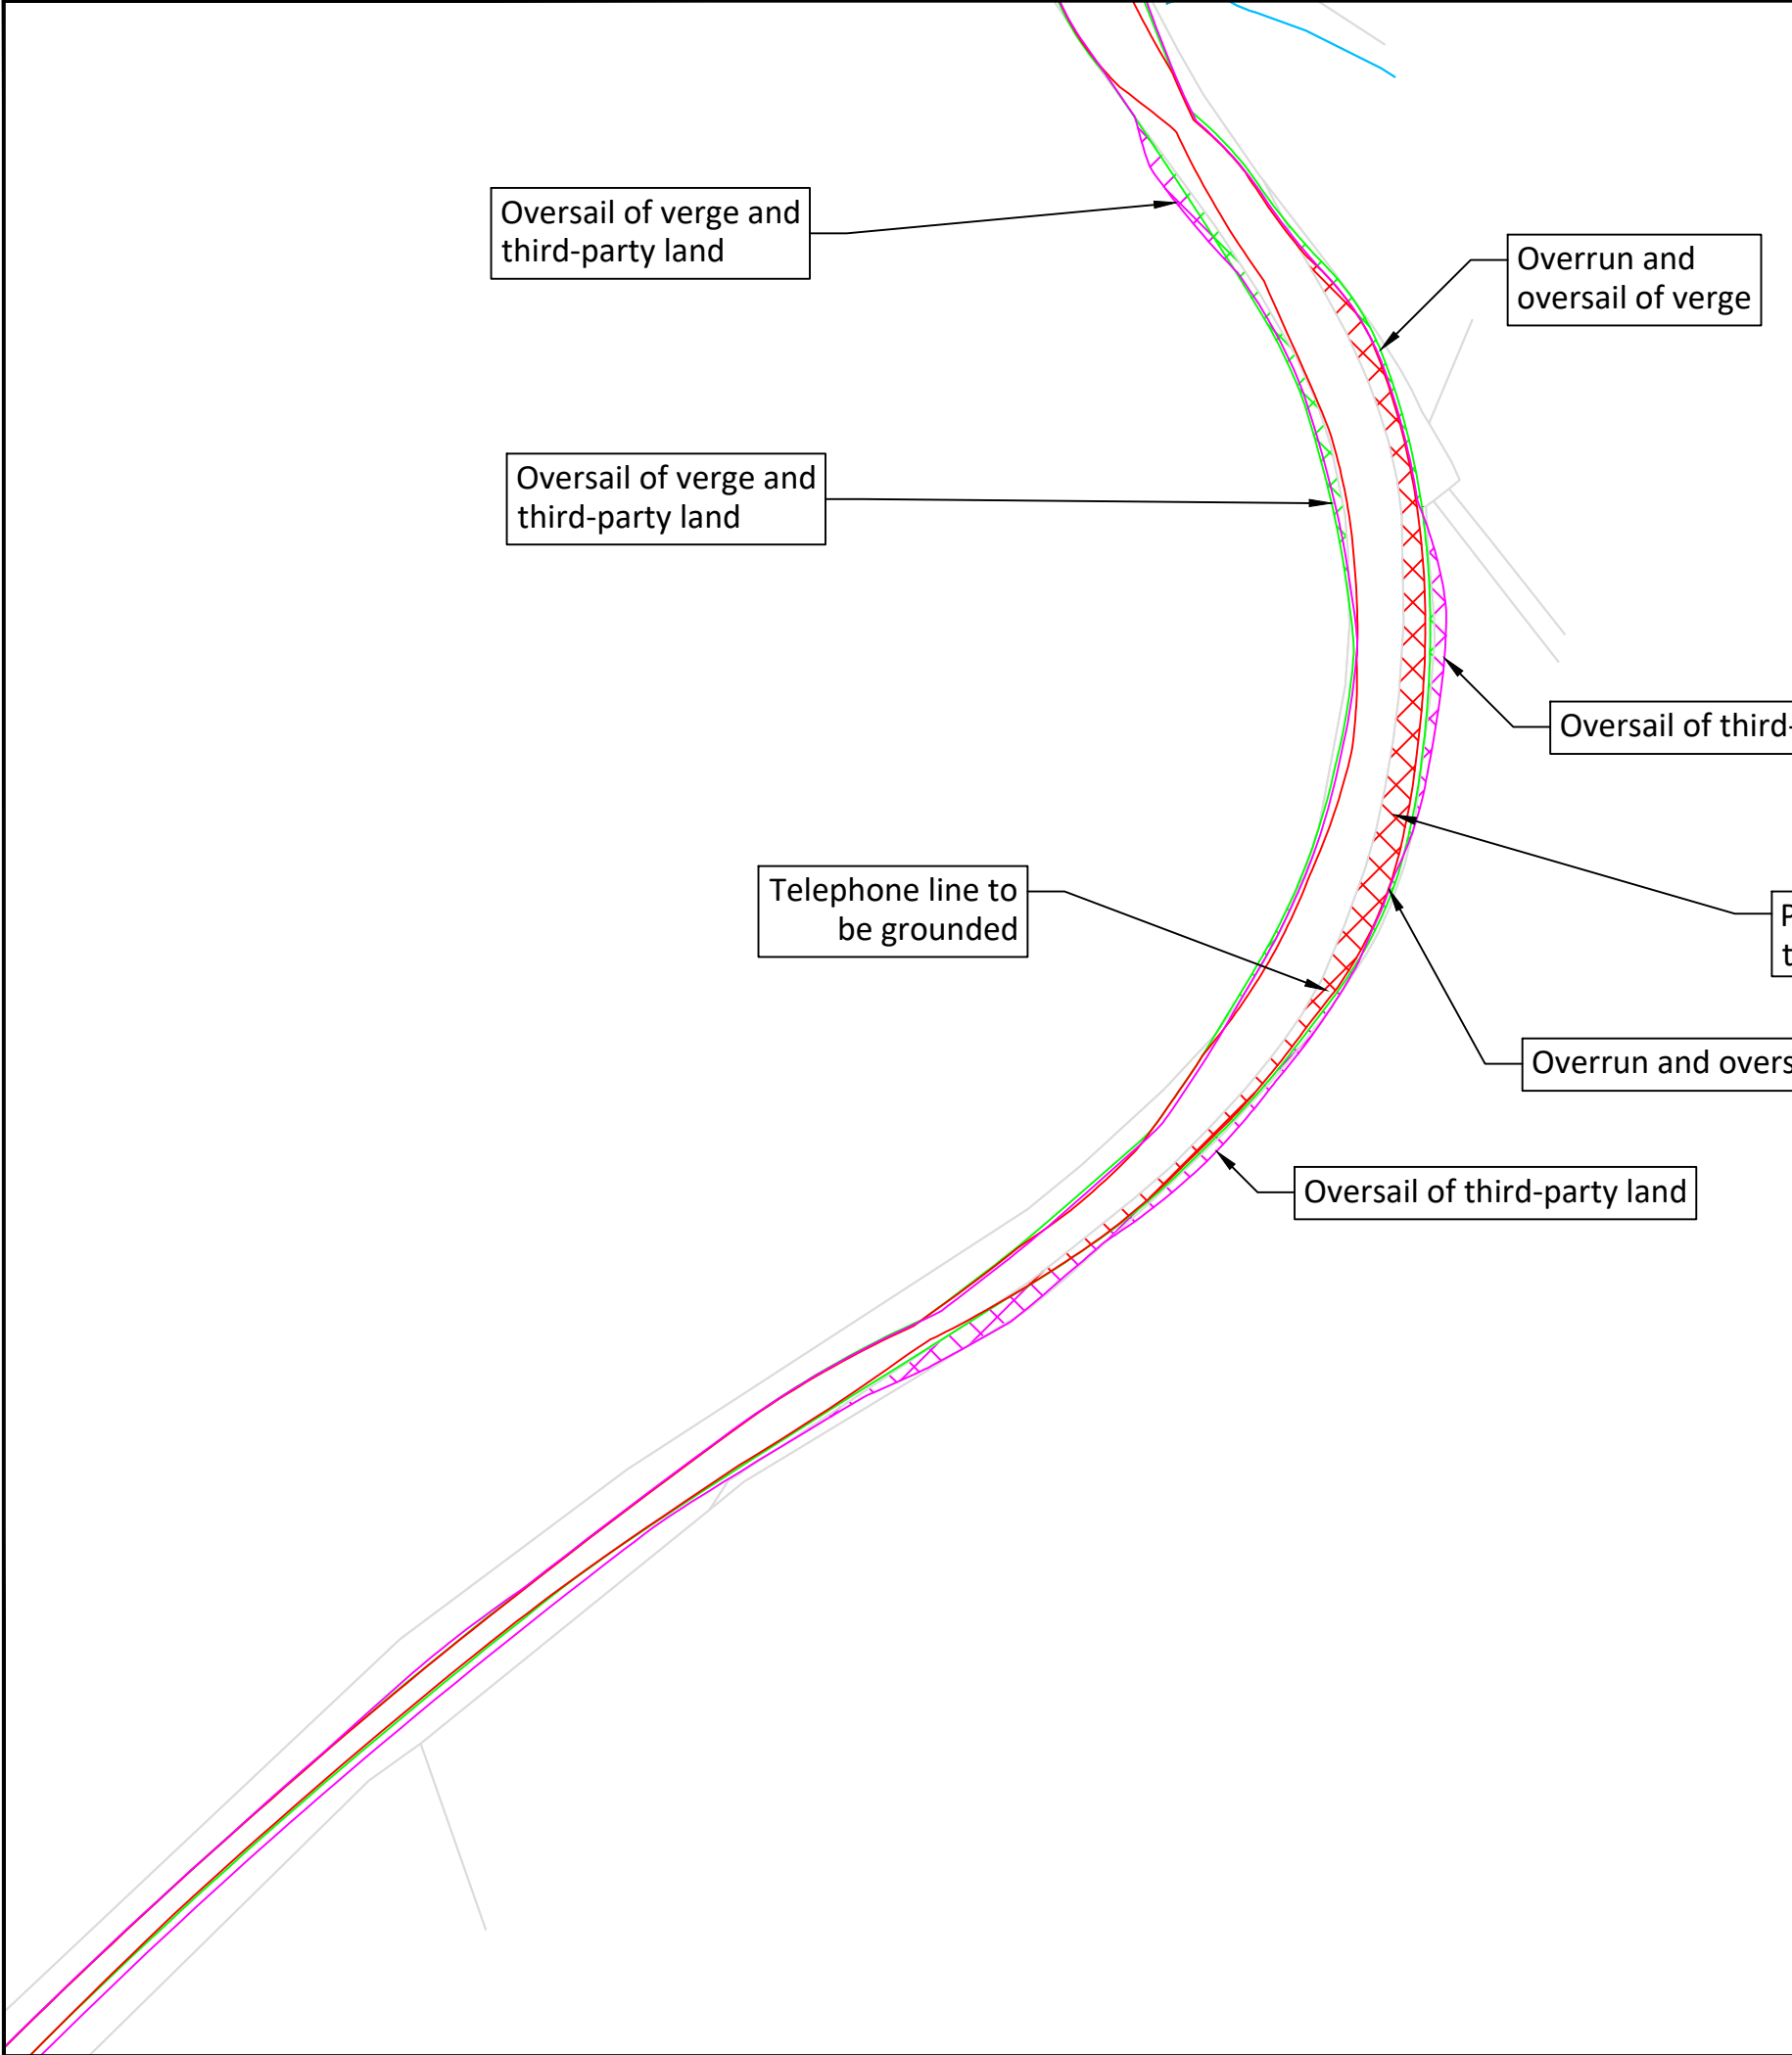 Oversail of verge and
third-party land
Overrun and
oversail of verge
Oversail of verge and
third-party land
Oversail of third-
Telephone line to
be grounded
Overrun and overs
Oversail of third-party land